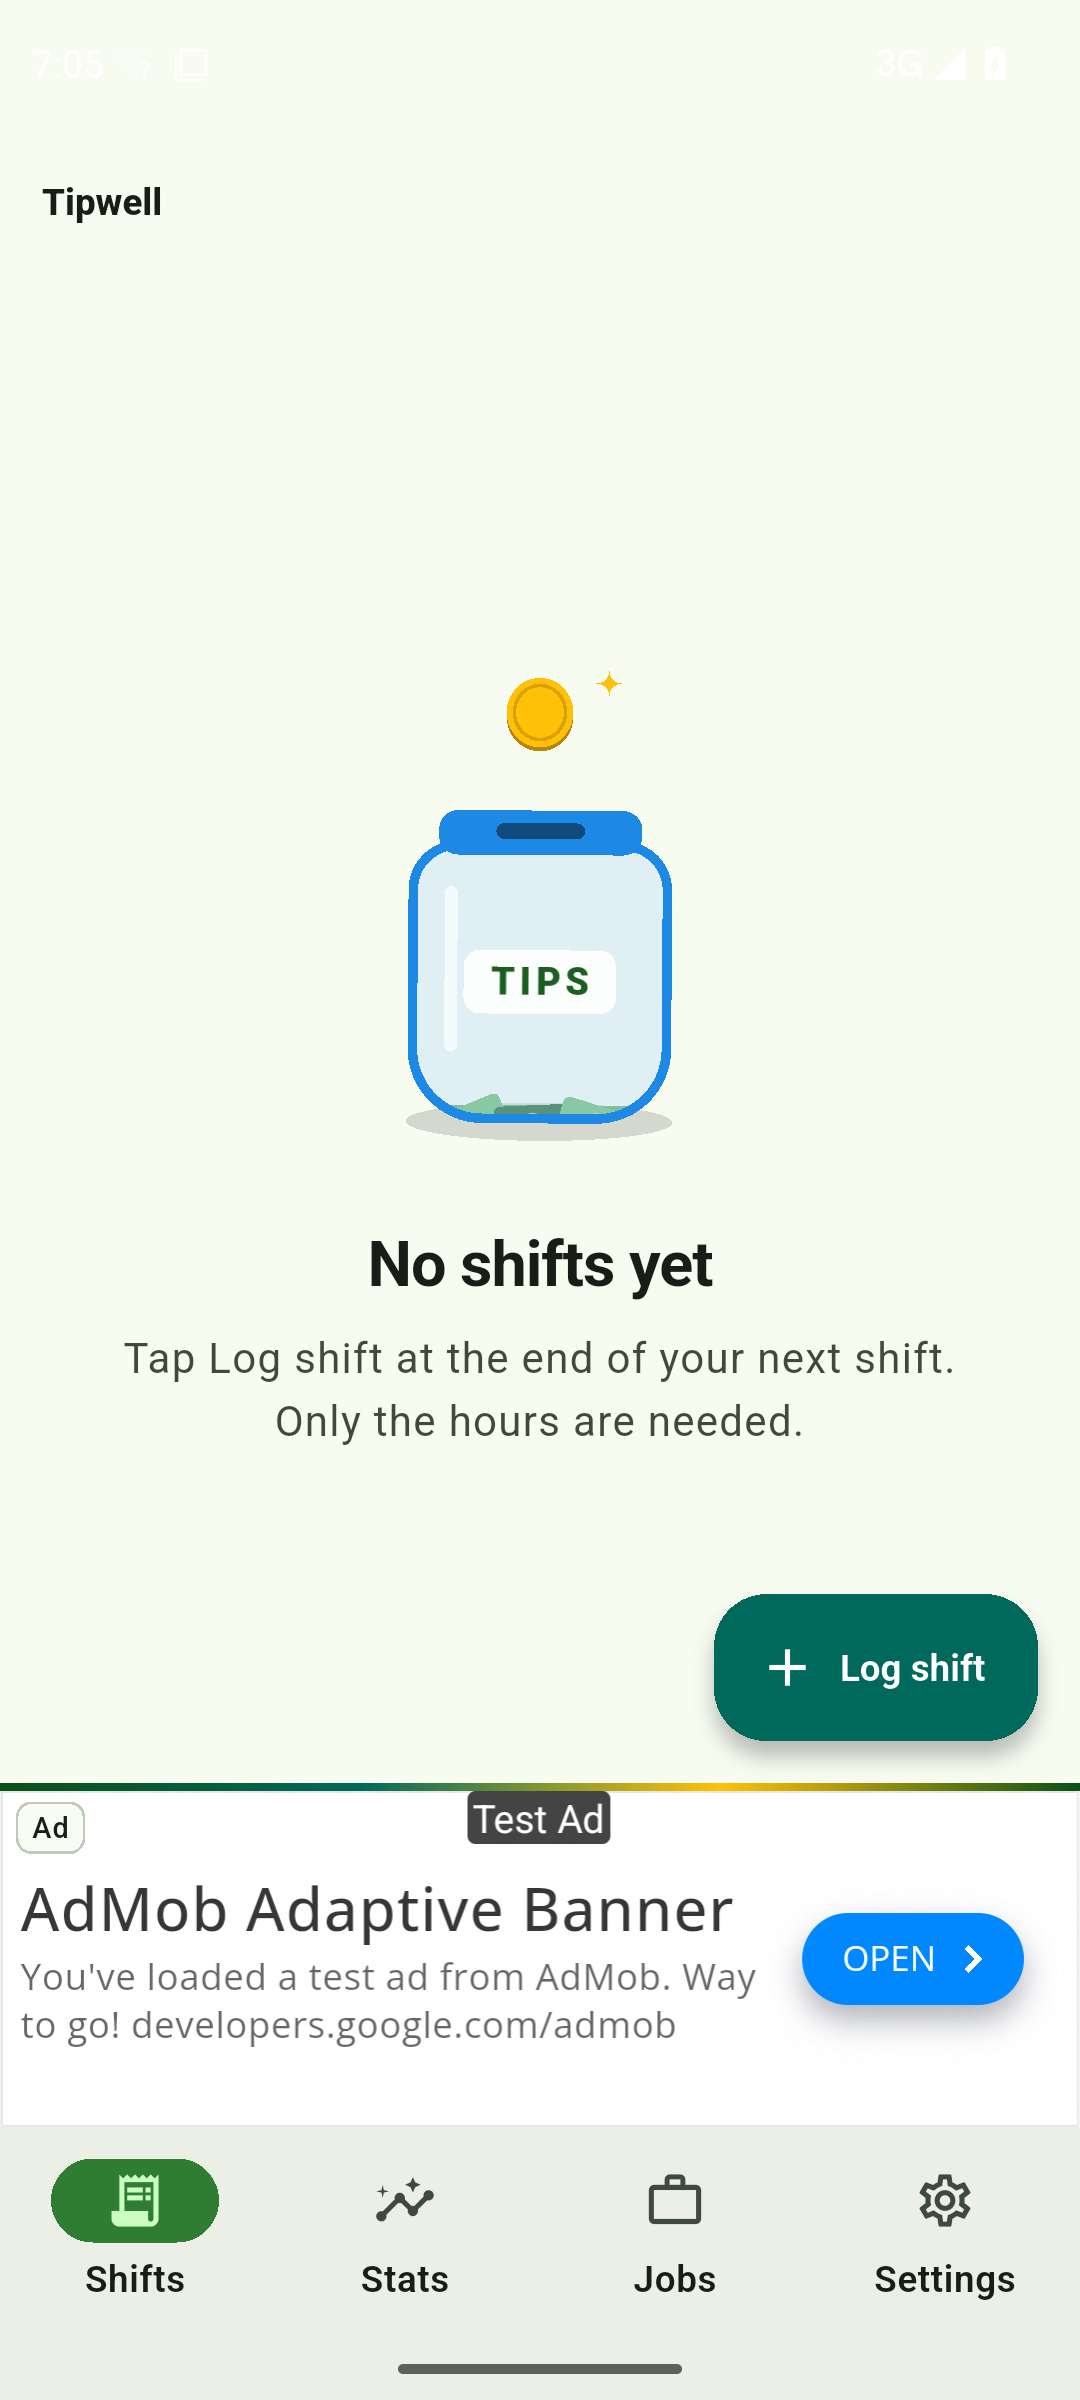 7:05
3G
Tipwell
TIPS
No shifts yet
Tap Log shift at the end of your next shift.
Only the hours are needed.
Log shift
Ad
Test Ad
AdMob Adaptive Banner
You've loaded a test ad from AdMob. Way
to go! developers.google.com/admob
OPEN
Shifts
Stats
Jobs
Settings